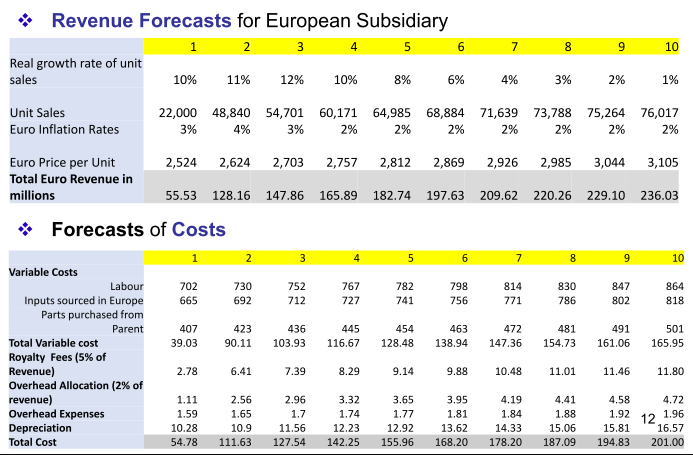 ❖ Revenue Forecasts for European Subsidiary
1 2 3 4 5 6 7 8 9 10
Real growth rate of unit
sales 10% 11% 12% 10% 8% 6% 4% 3% 2% 1%
Unit Sales 22,000 48,840 54,701 60,171 64,985 68,884 71,639 73,788 75,264 76,017
Euro Inflation Rates 3% 4% 3% 2% 2% 2% 2% 2% 2% 2%
Euro Price per Unit 2,524 2,624 2,703 2,757 2,812 2,869 2,926 2,985 3,044 3,105
Total Euro Revenue in
millions 55.53 128.16 147.86 165.89 182.74 197.63 209.62 220.26 229.10 236.03
❖ Forecasts of Costs
1 2 3 4 5 6 7 8 9 10
Variable Costs
Labour 702 730 752 767 782 798 814 830 847 864
Inputs sourced in Europe 665 692 712 727 741 756 771 786 802 818
Parts purchased from
Parent 407 423 436 445 454 463 472 481 491 501
Total Variable cost 39.03 90.11 103.93 116.67 128.48 138.94 147.36 154.73 161.06 165.95
Royalty Fees (5% of
Revenue) 2.78 6.41 7.39 8.29 9.14 9.88 10.48 11.01 11.46 11.80
Overhead Allocation (2% of
revenue) 1.11 2.56 2.96 3.32 3.65 3.95 4.19 4.41 4.58 4.72
Overhead Expenses 1.59 1.65 1.7 1.74 1.77 1.81 1.84 1.88 1.92 1.96
12
Depreciation 10.28 10.9 11.56 12.23 12.92 13.62 14.33 15.06 15.81 16.57
Total Cost 54.78 111.63 127.54 142.25 155.96 168.20 178.20 187.09 194.83 201.00